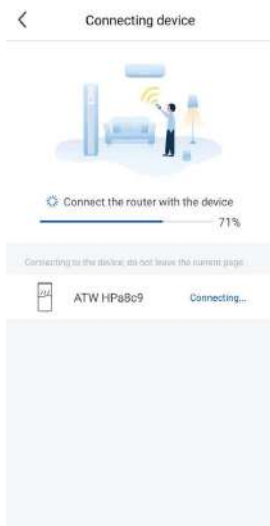 Connecting device
Connect the router with the device
71%
Connecting to the device, do not leave the current page
ATW HPa8c9
Connecting...